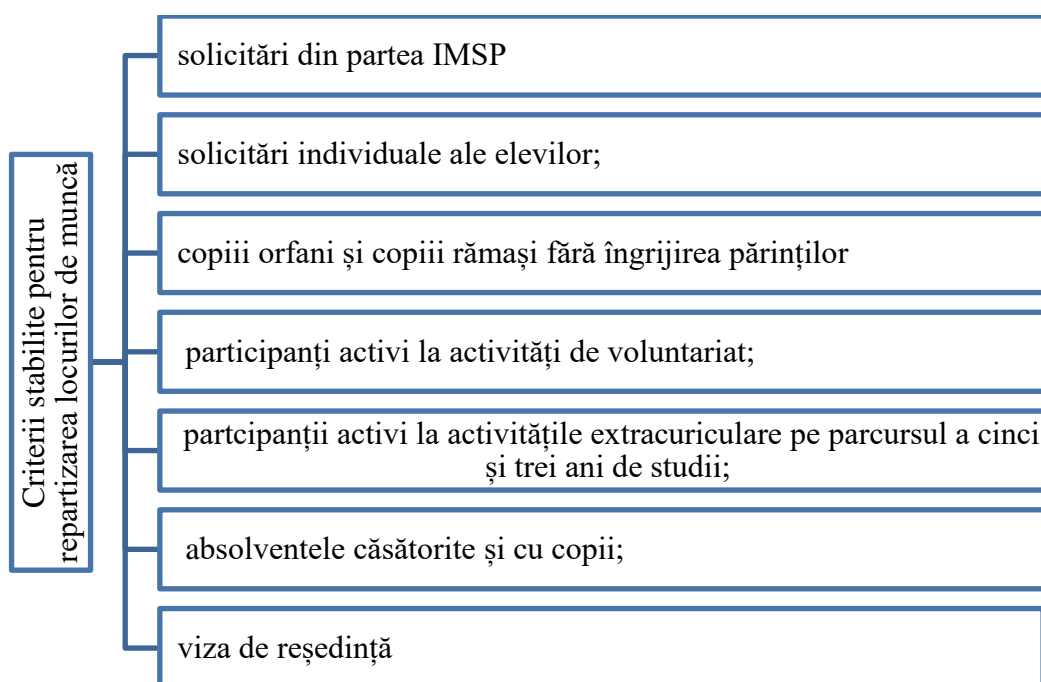 Criterii stabilite pentru
repartizarea locurilor de muncă
solicitări din partea IMSP
solicitări individuale ale elevilor;
copiii orfani și copiii rămași fără îngrijirea părinților
participanți activi la activități de voluntariat;
partcipanții activi la activitățile extracuriculare pe parcursul a cinci
și trei ani de studii;
absolventele căsătorite și cu copii;
viza de reședință